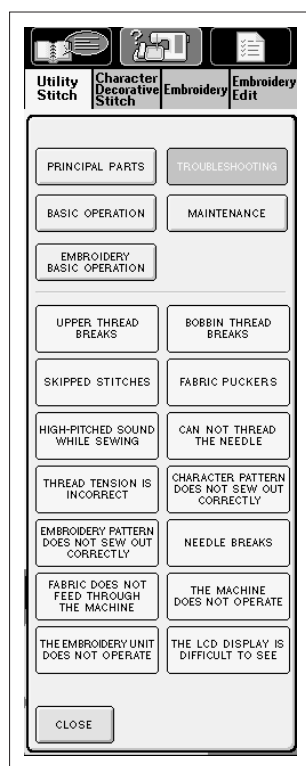 Utility
Stitch
Character
Decorative
Stitch
Embroidery
Embroidery
Edit
PRINCIPAL PARTS
TROUBLESHOOTING
BASIC OPERATION
MAINTENANCE
EMBROIDERY
BASIC OPERATION
UPPER THREAD
BREAKS
BOBBIN THREAD
BREAKS
SKIPPED STITCHES
FABRIC PUCKERS
HIGH-PITCHED SOUND
WHILE SEWING
CAN NOT THREAD
THE NEEDLE
THREAD TENSION IS
INCORRECT
CHARACTER PATTERN
DOES NOT SEW OUT
CORRECTLY
EMBROIDERY PATTERN
DOES NOT SEW OUT
CORRECTLY
NEEDLE BREAKS
FABRIC DOES NOT
FEED THROUGH
THE MACHINE
THE MACHINE
DOES NOT OPERATE
THE EMBROIDERY UNIT
DOES NOT OPERATE
THE LCD DISPLAY IS
DIFFICULT TO SEE
CLOSE